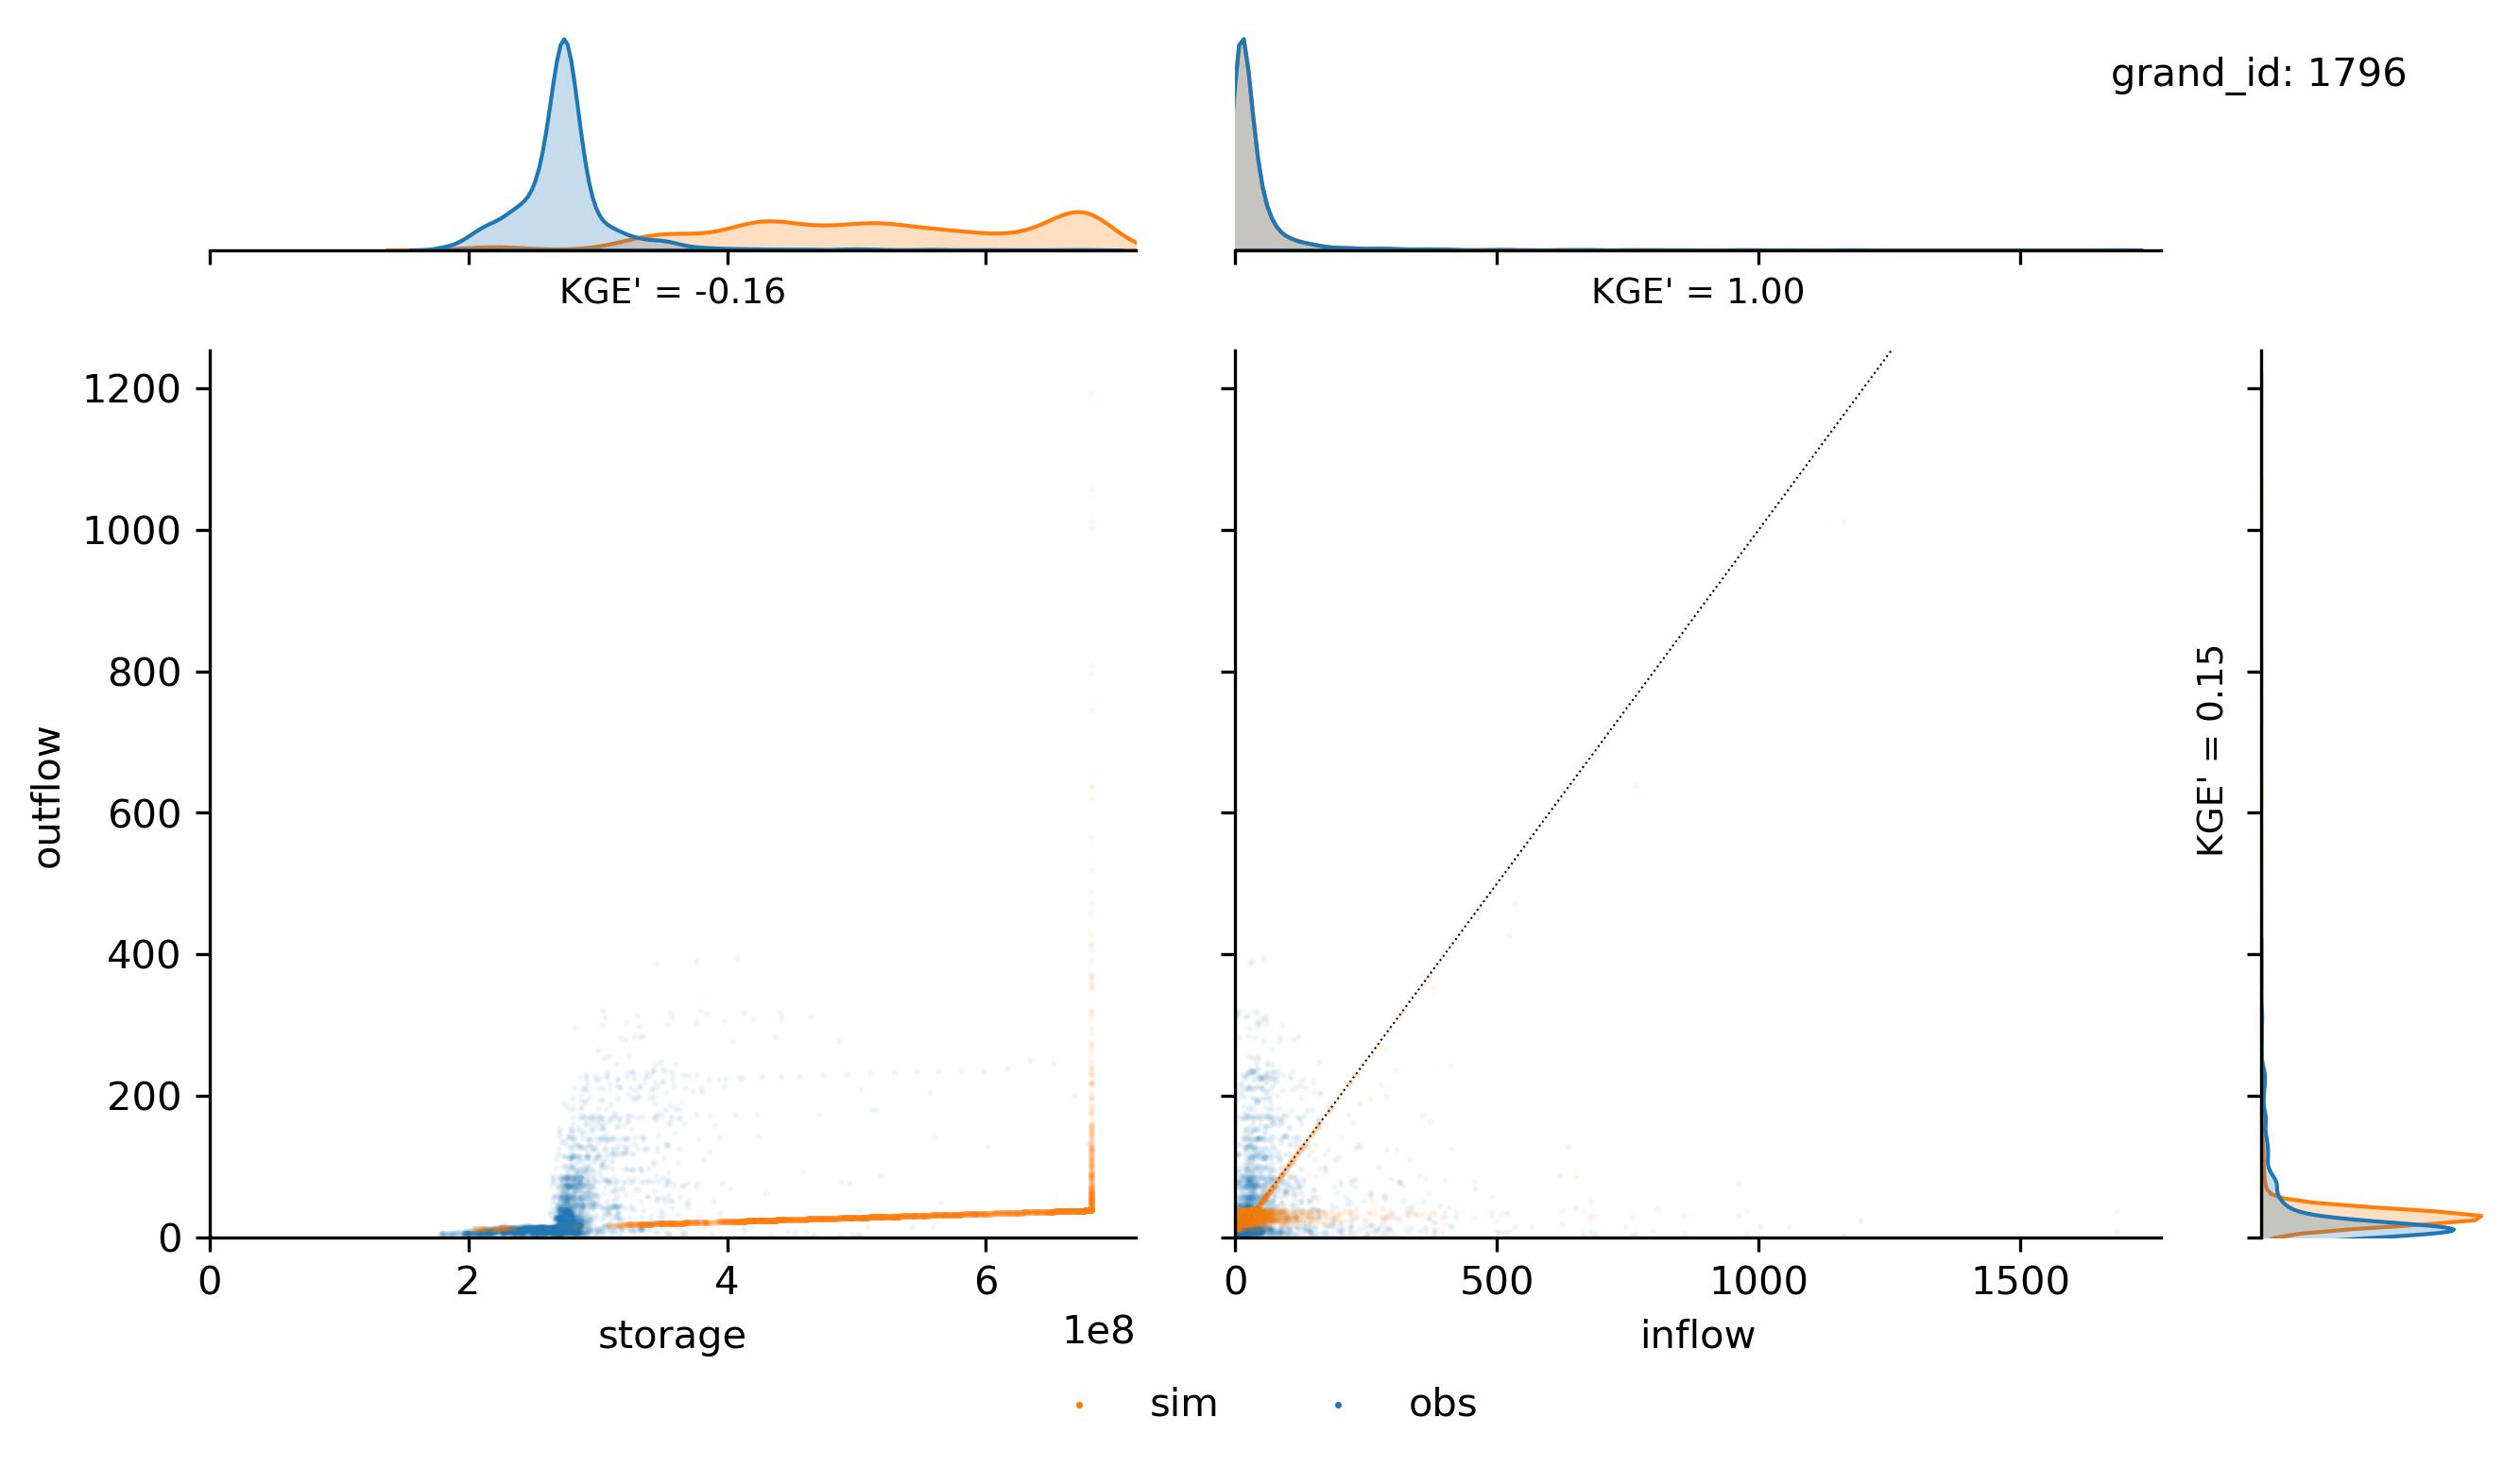 grand_id: 1796
KGE' = -0.16
KGE' = 1.00
1200
1000
800
600
400
200
0
outflow
KGE' = 0.15
0 2 4 6
0 500 1000 1500
1e8
storage
inflow
sim obs